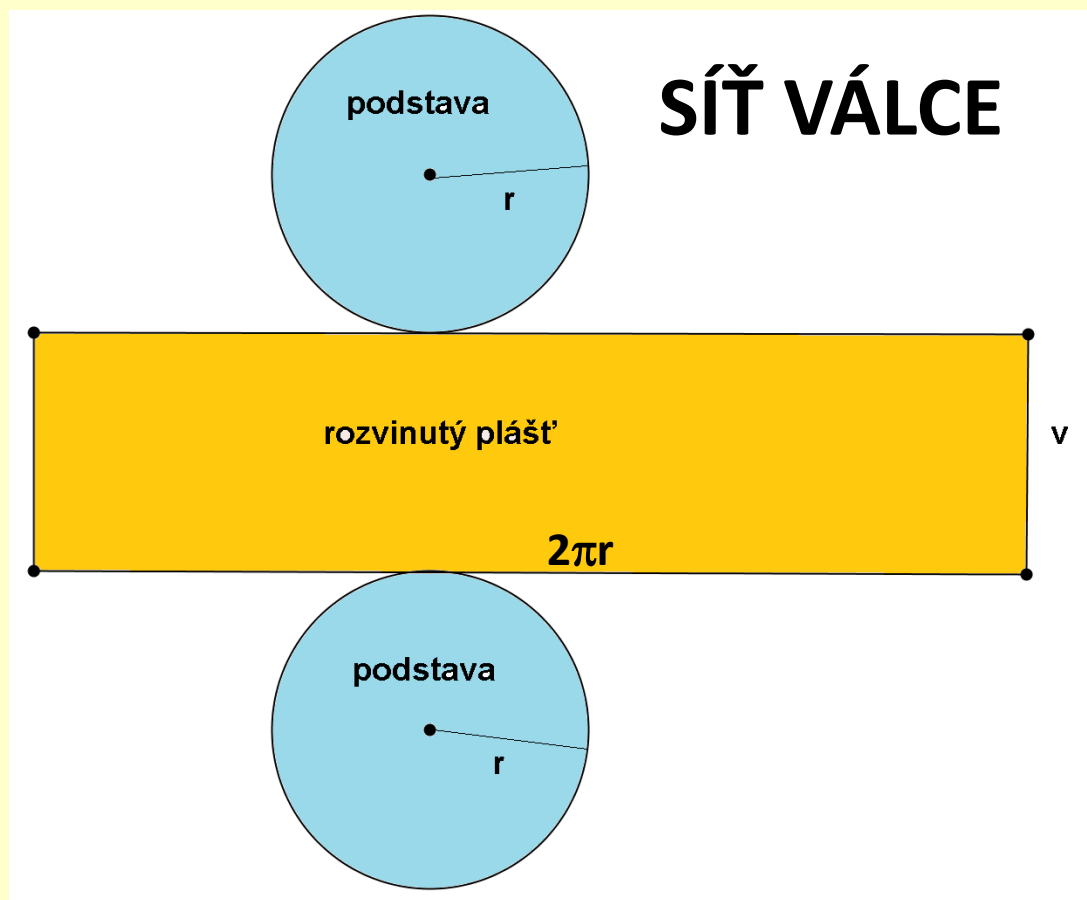 SÍŤ VÁLCE
podstava
r
rozvinutý plášť
v
2πr
podstava
r